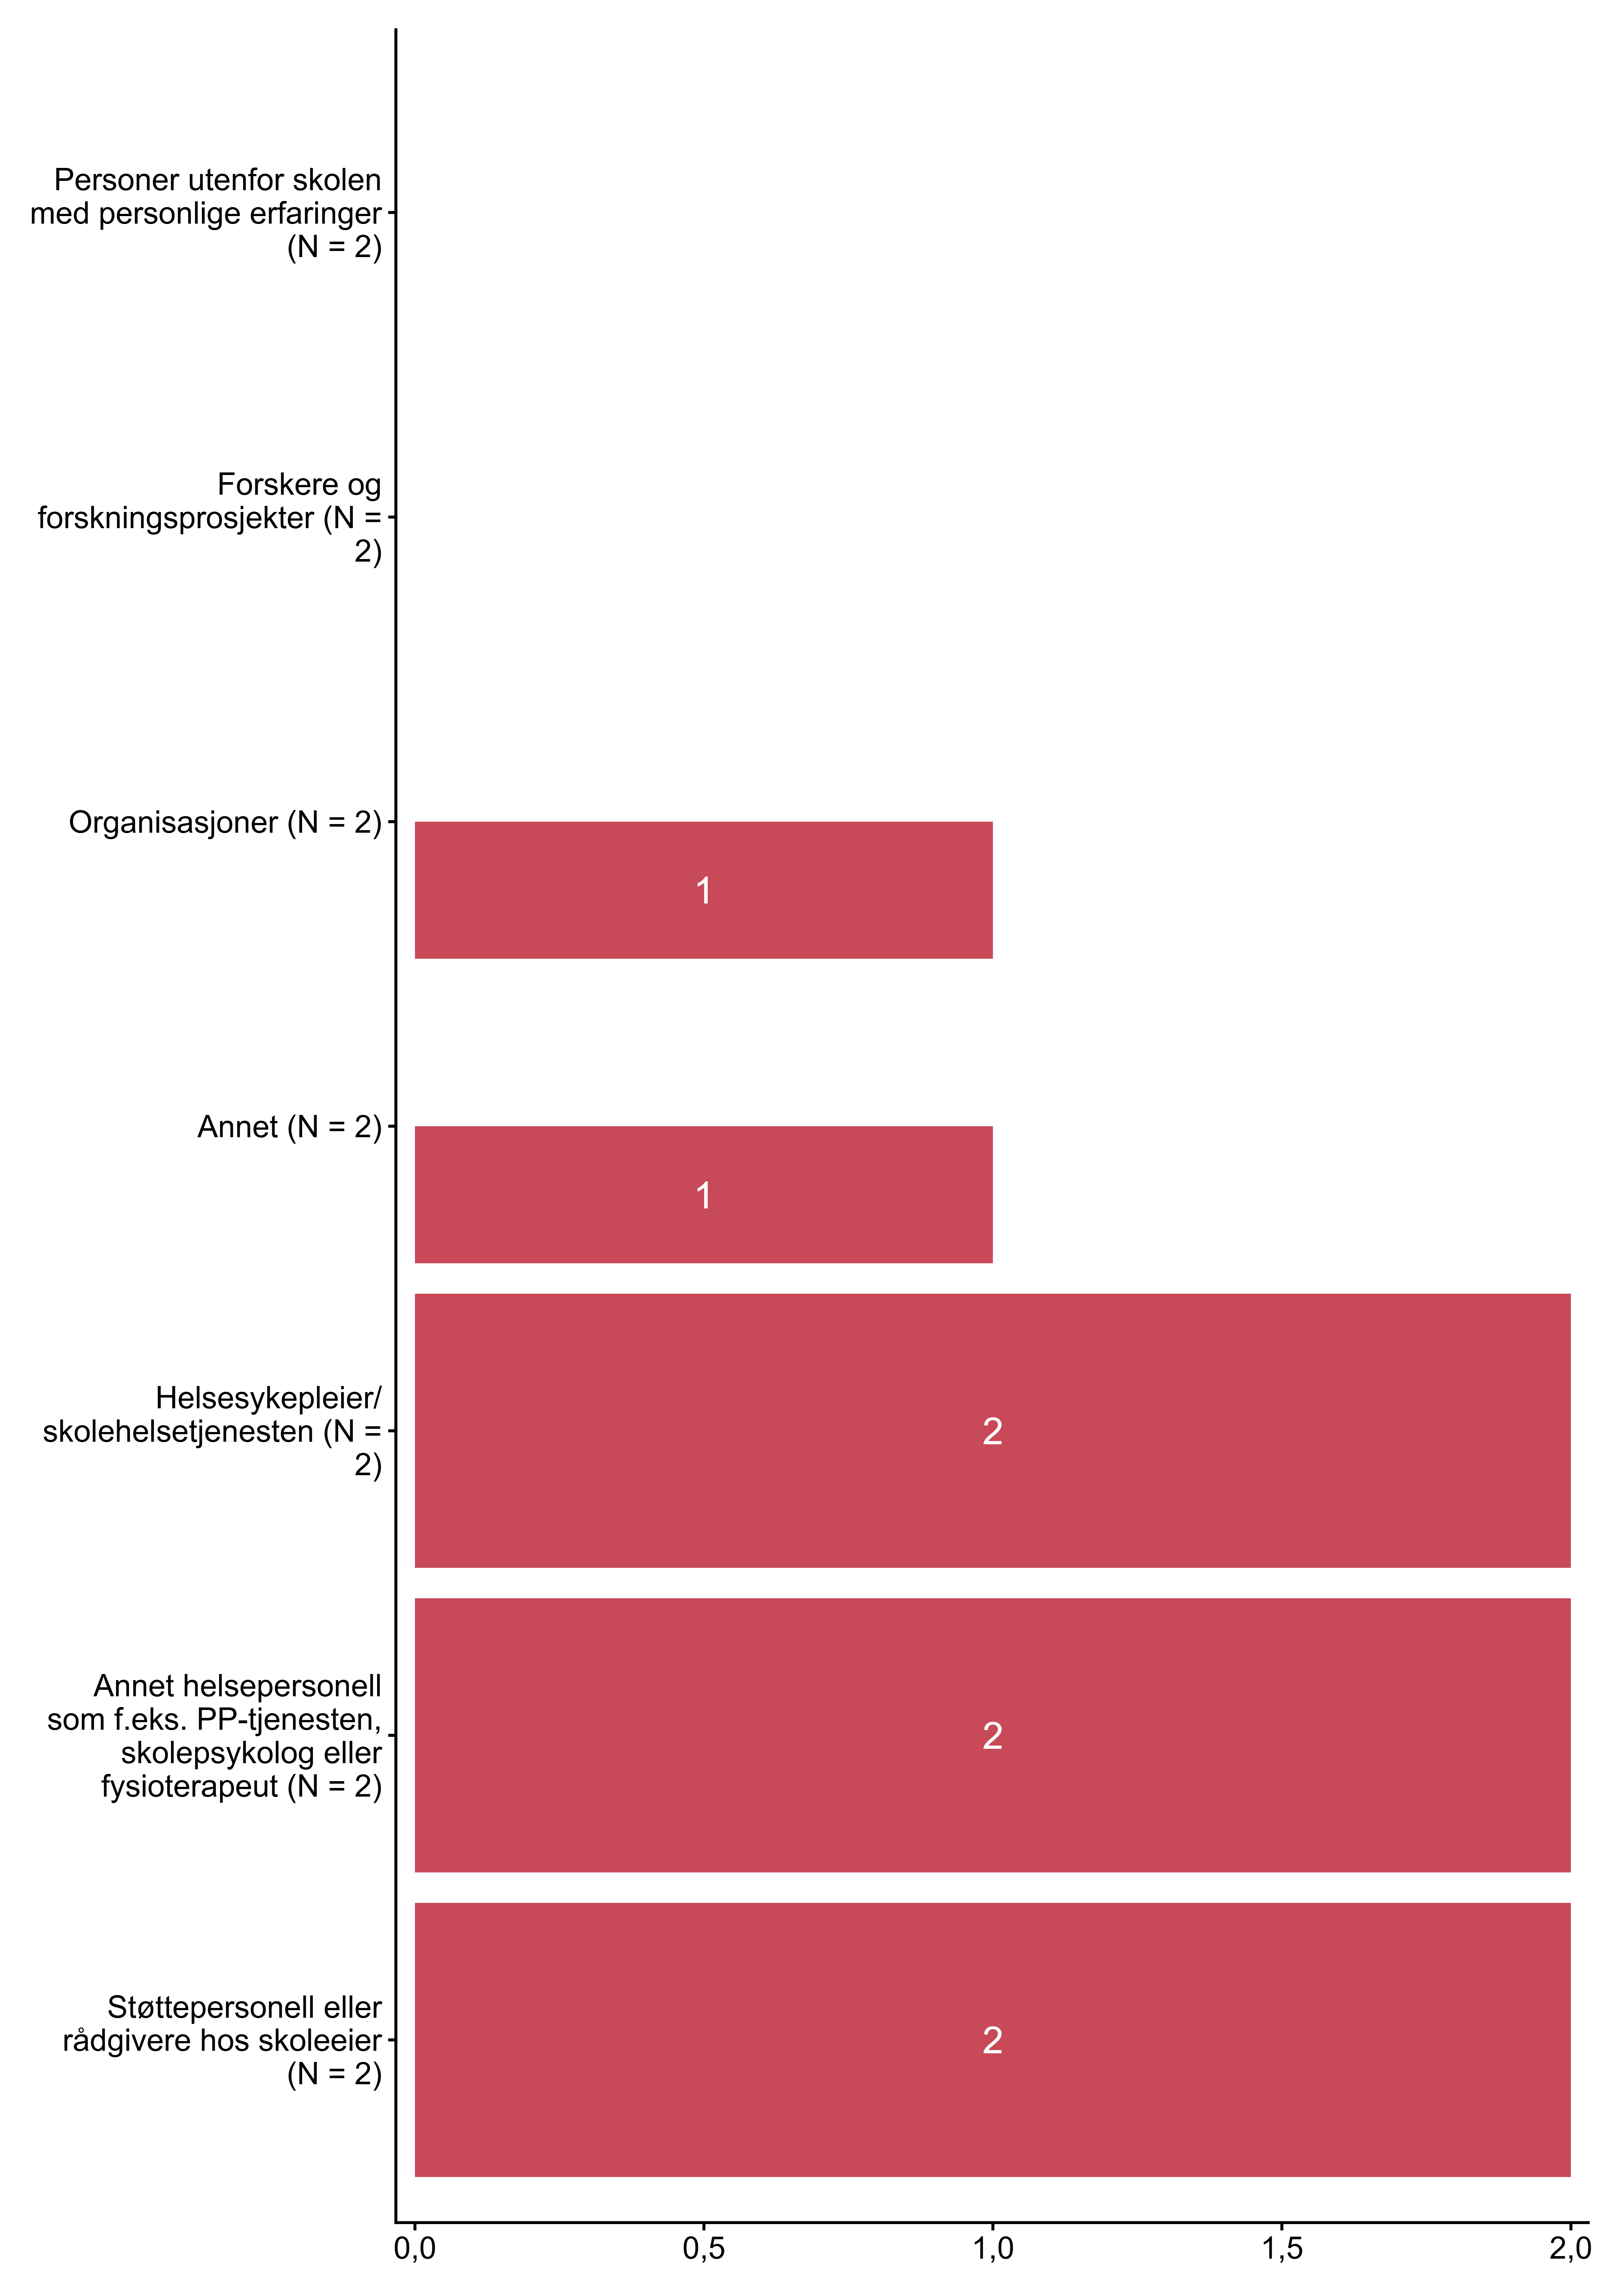 Personer utenfor skolen
med personlige erfaringer
(N = 2)
Forskere og
forskningsprosjekter (N =
2)
Organisasjoner (N = 2)
1
Annet (N = 2)
1
Helsesykepleier/
skolehelsetjenesten (N =
2)
2
Annet helsepersonell
som f.eks. PP-tjenesten,
skolepsykolog eller
fysioterapeut (N = 2)
2
Støttepersonell eller
rådgivere hos skoleeier
(N = 2)
2
0,0 0,5 1,0 1,5 2,0